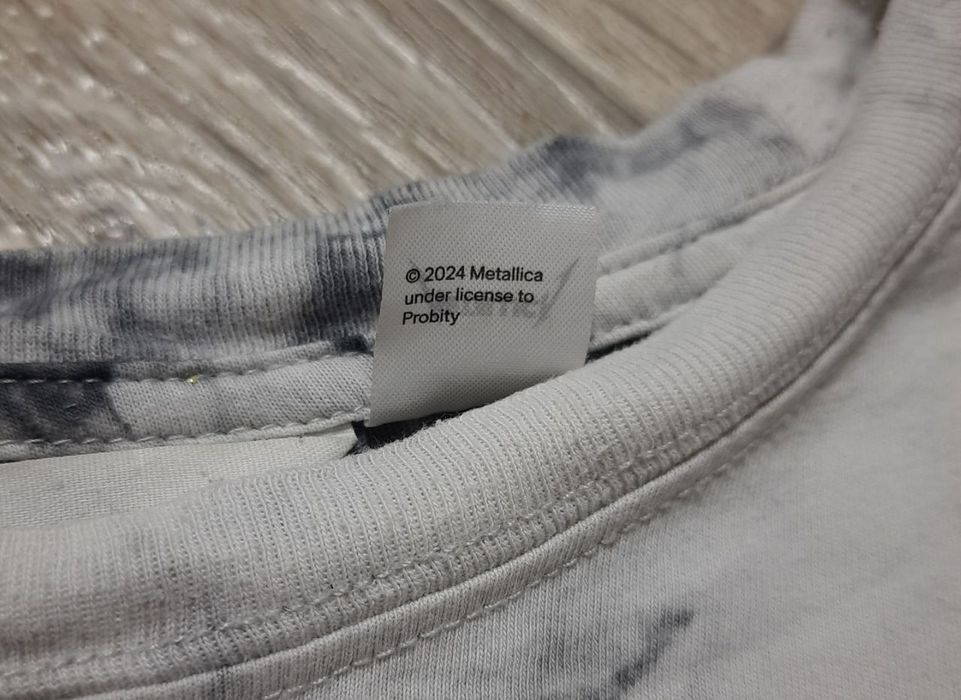 © 2024 Metallica
under license to
Probity